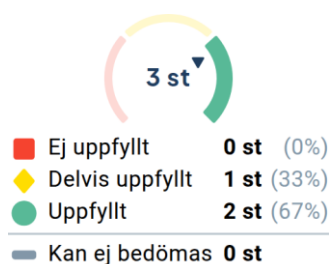 3 st
Ej uppfyllt 0 st (0%)
Delvis uppfyllt 1 st (33%)
Uppfyllt 2 st (67%)
Kan ej bedömas 0 st